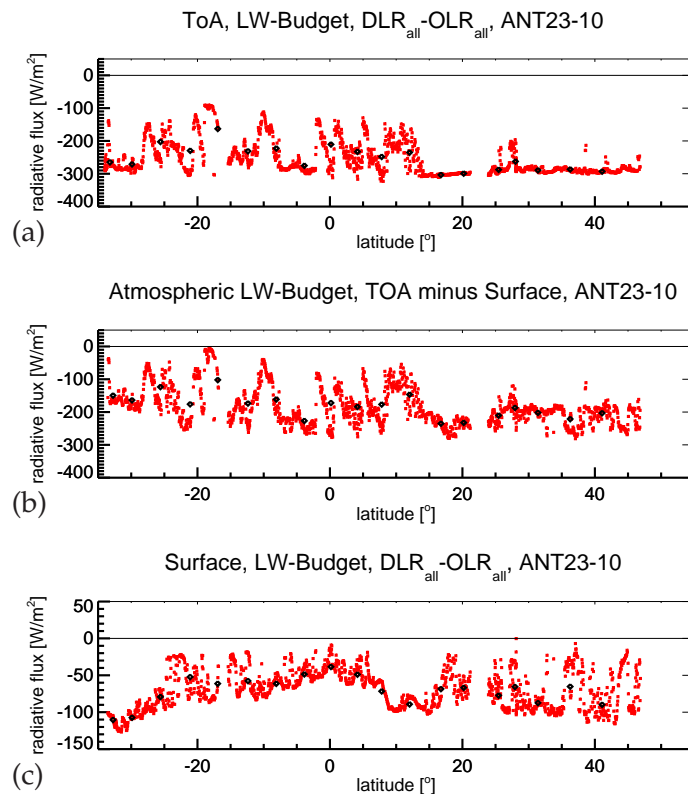 ToA, LW-Budget, DLRall-OLRall, ANT23-10
radiative flux [W/m²]
0
-100
-200
-300
-400
-20 0 20 40
latitude [°]
(a)
Atmospheric LW-Budget, TOA minus Surface, ANT23-10
radiative flux [W/m²]
0
-100
-200
-300
-400
-20 0 20 40
latitude [°]
(b)
Surface, LW-Budget, DLRall-OLRall, ANT23-10
radiative flux [W/m²]
50
0
-50
-100
-150
-20 0 20 40
latitude [°]
(c)